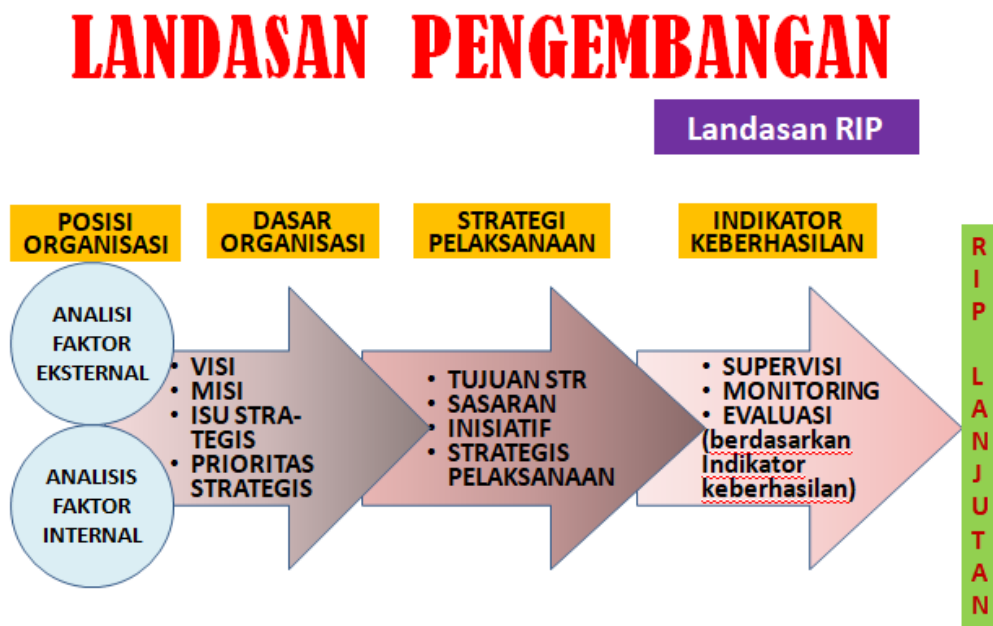 LANDASAN PENGEMBANGAN
Landasan RIP
POSISI
ORGANISASI
ANALISI
FAKTOR
EKSTERNAL
ANALISIS
FAKTOR
INTERNAL
DASAR
ORGANISASI
• VISI
• MISI
• ISU STRA-
TEGIS
• PRIORITAS
STRATEGIS
STRATEGI
PELAKSANAAN
• TUJUAN STR
• SASARAN
• INISIATIF
• STRATEGIS
PELAKSANAAN
INDIKATOR
KEBERHASILAN
• SUPERVISI
• MONITORING
• EVALUASI
(berdasarkan
Indikator
keberhasilan)
RIP LANJUTAN